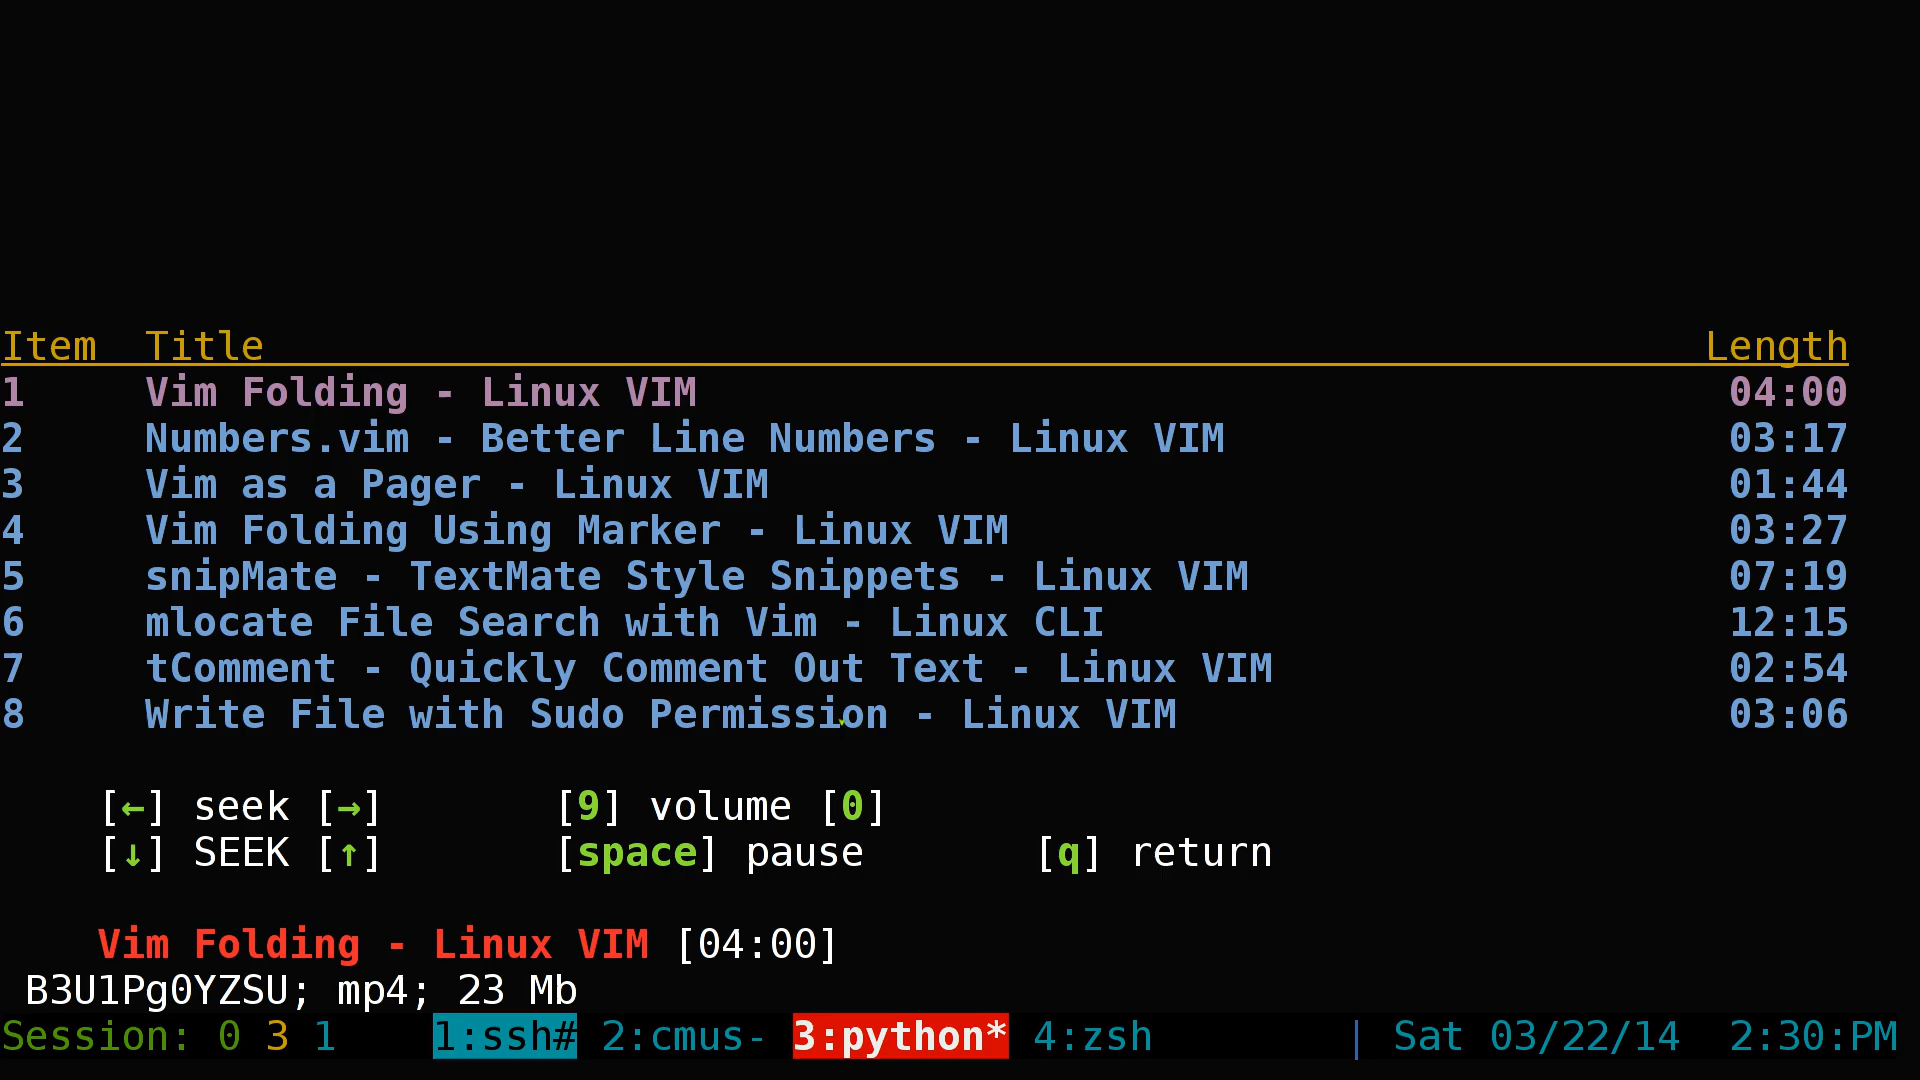 Item  Title  Length
1  Vim Folding - Linux VIM  04:00
2  Numbers.vim - Better Line Numbers - Linux VIM  03:17
3  Vim as a Pager - Linux VIM  01:44
4  Vim Folding Using Marker - Linux VIM  03:27
5  snipMate - TextMate Style Snippets - Linux VIM  07:19
6  mlocate File Search with Vim - Linux CLI  12:15
7  tComment - Quickly Comment Out Text - Linux VIM  02:54
8  Write File with Sudo Permission - Linux VIM  03:06
[←] seek [→]  [9] volume [0]
[↓] SEEK [↑]  [space] pause  [q] return
Vim Folding - Linux VIM [04:00]
B3U1Pg0YZSU; mp4; 23 Mb
Session: 0 3 1  1:ssh# 2:cmus- 3:python* 4:zsh  | Sat 03/22/14  2:30:PM